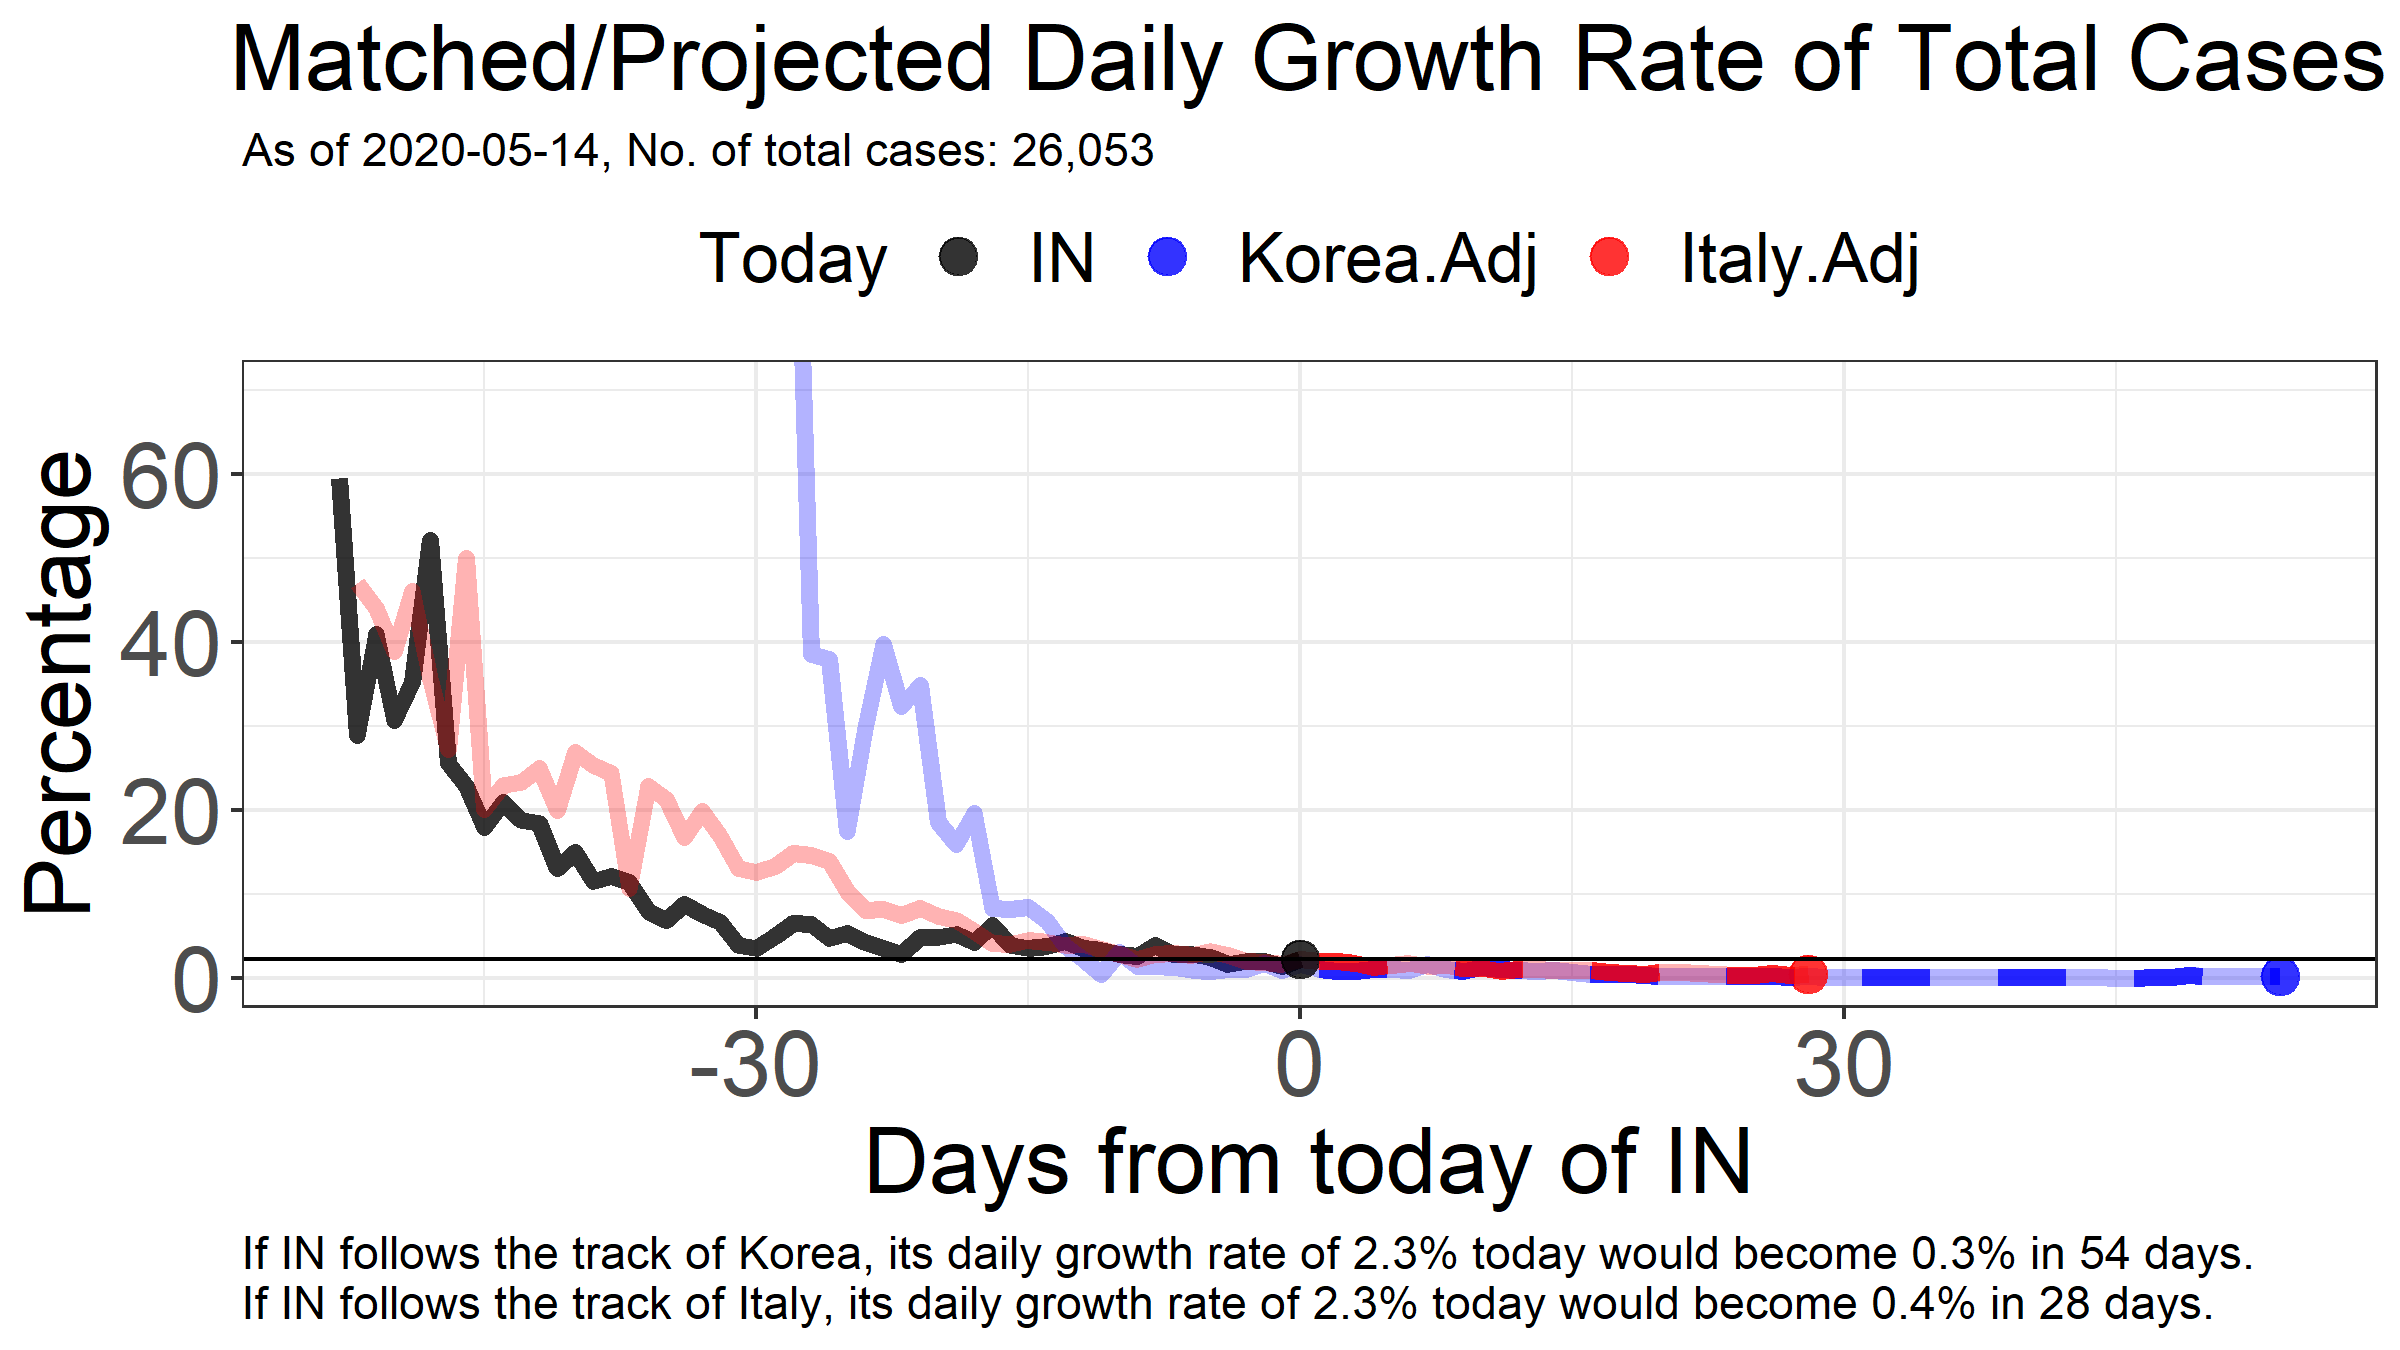 Matched/Projected Daily Growth Rate of Total Cases
As of 2020-05-14, No. of total cases: 26,053
Today IN Korea.Adj Italy.Adj
Percentage
60
40
20
0
-30 0 30
Days from today of IN
If IN follows the track of Korea, its daily growth rate of 2.3% today would become 0.3% in 54 days.
If IN follows the track of Italy, its daily growth rate of 2.3% today would become 0.4% in 28 days.